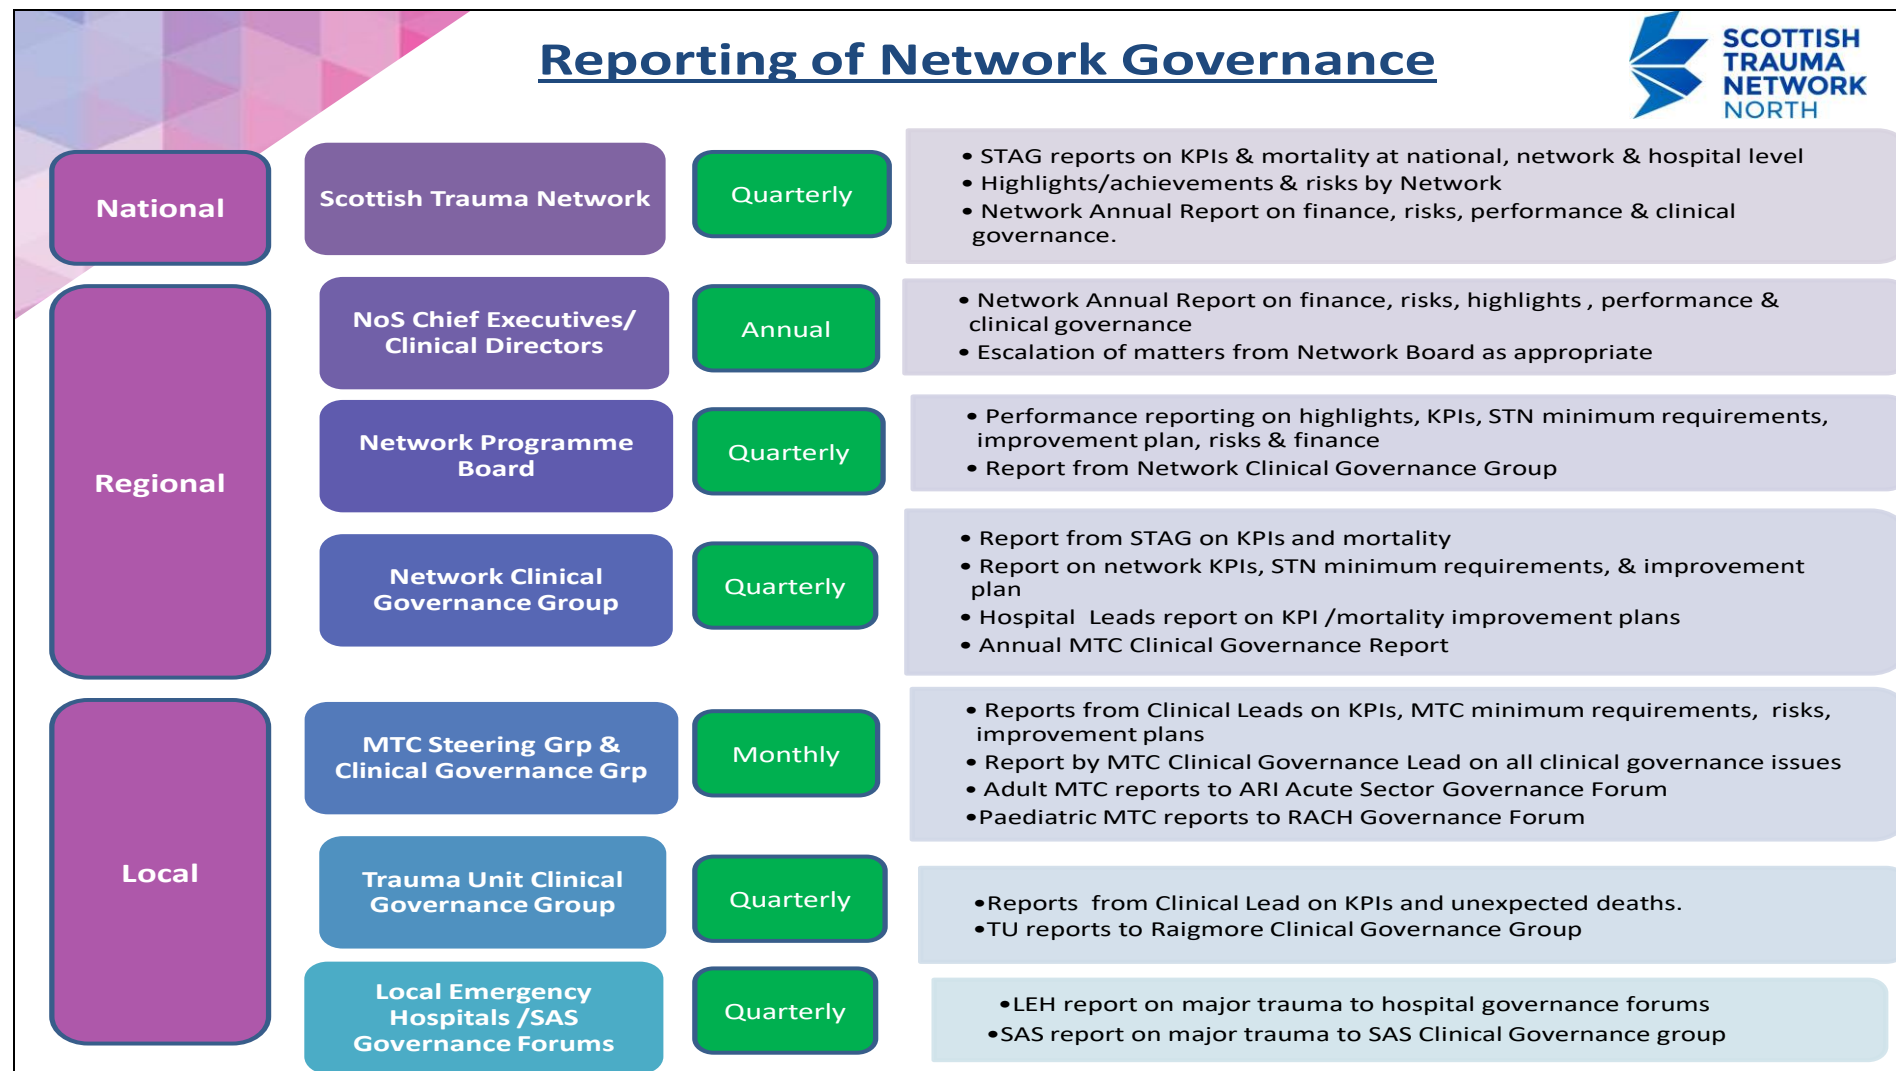 Reporting of Network Governance
SCOTTISH
TRAUMA
NETWORK
NORTH
National
Scottish Trauma Network
Quarterly
• STAG reports on KPIs & mortality at national, network & hospital level
• Highlights/achievements & risks by Network
• Network Annual Report on finance, risks, performance & clinical
governance.
Regional
NoS Chief Executives/
Clinical Directors
Annual
• Network Annual Report on finance, risks, highlights , performance &
clinical governance
• Escalation of matters from Network Board as appropriate
Network Programme
Board
Quarterly
• Performance reporting on highlights, KPIs, STN minimum requirements,
improvement plan, risks & finance
• Report from Network Clinical Governance Group
Network Clinical
Governance Group
Quarterly
• Report from STAG on KPIs and mortality
• Report on network KPIs, STN minimum requirements, & improvement
plan
• Hospital Leads report on KPI /mortality improvement plans
• Annual MTC Clinical Governance Report
Local
MTC Steering Grp &
Clinical Governance Grp
Monthly
• Reports from Clinical Leads on KPIs, MTC minimum requirements, risks,
improvement plans
• Report by MTC Clinical Governance Lead on all clinical governance issues
• Adult MTC reports to ARI Acute Sector Governance Forum
•Paediatric MTC reports to RACH Governance Forum
Trauma Unit Clinical
Governance Group
Quarterly
•Reports from Clinical Lead on KPIs and unexpected deaths.
•TU reports to Raigmore Clinical Governance Group
Local Emergency
Hospitals /SAS
Governance Forums
Quarterly
•LEH report on major trauma to hospital governance forums
•SAS report on major trauma to SAS Clinical Governance group